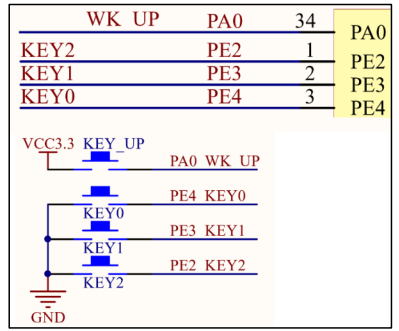 WK_UP PA0 34 PA0
KEY2 PE2 1 PE2
KEY1 PE3 2 PE3
KEY0 PE4 3 PE4
VCC3.3 KEY_UP
PA0 WK_UP
PE4 KEY0
KEY0
PE3 KEY1
KEY1
PE2 KEY2
KEY2
GND